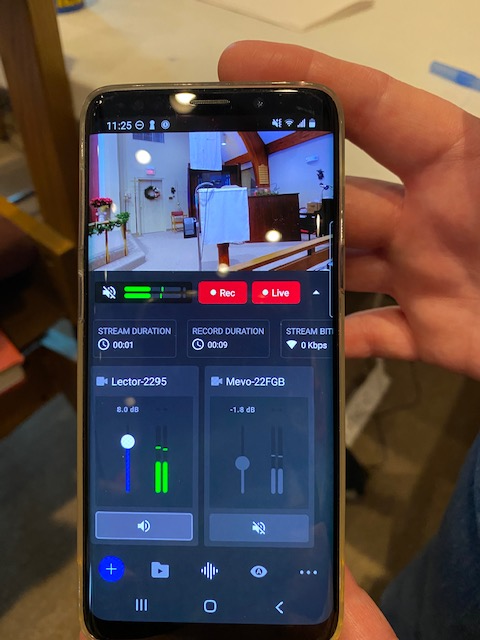 11:25
Rec
Live
STREAM DURATION
RECORD DURATION
STREAM BIT
00:01
00:09
0 Kbps
Lector-2295
Mevo-22FGB
8.0 dB
-1.8 dB
A